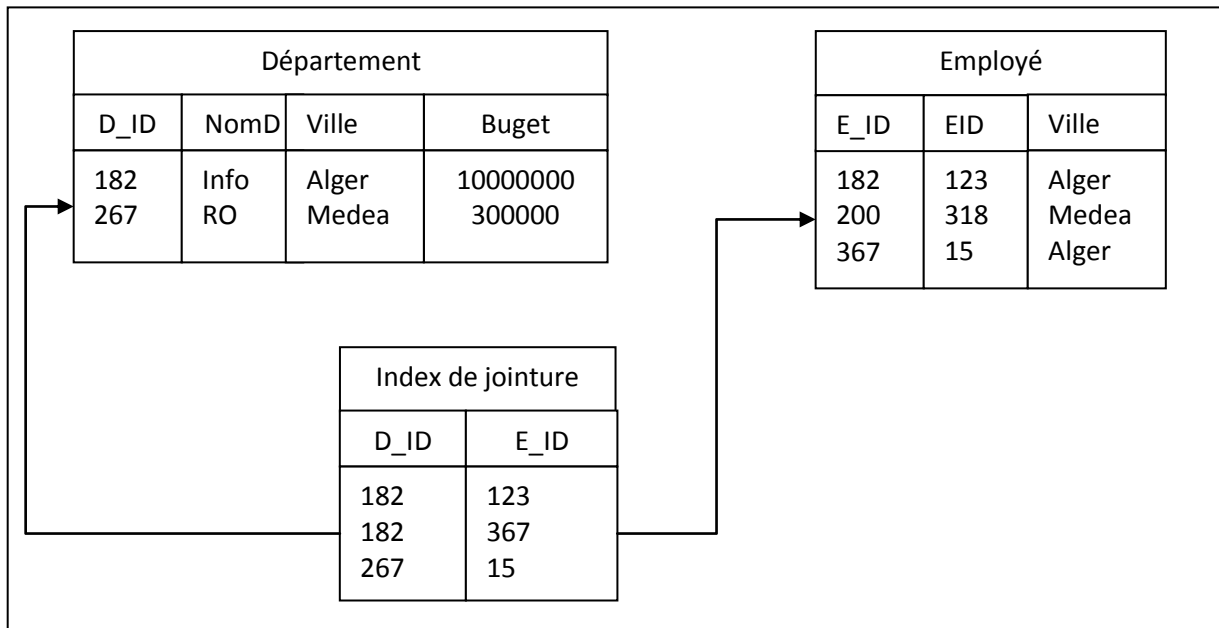 Département
D_ID NomD Ville Buget
182 Info Alger 10000000
267 RO Medea 300000
Employé
E_ID EID Ville
182 123 Alger
200 318 Medea
367 15 Alger
Index de jointure
D_ID E_ID
182 123
182 367
267 15